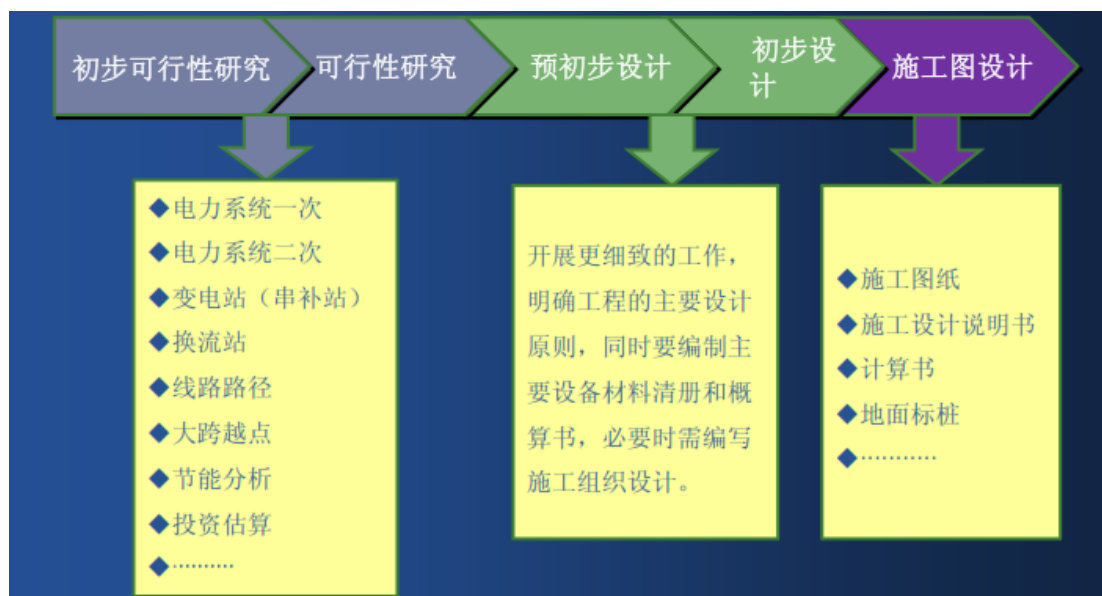 初步可行性研究
可行性研究
预初步设计
初步设
计
施工图设计
◆电力系统一次
◆电力系统二次
◆变电站（串补站）
◆换流站
◆线路路径
◆大跨越点
◆节能分析
◆投资估算
◆··········
开展更细致的工作，
明确工程的主要设计
原则，同时要编制主
要设备材料清册和概
算书，必要时需编写
施工组织设计。
◆施工图纸
◆施工设计说明书
◆计算书
◆地面标桩
◆···········